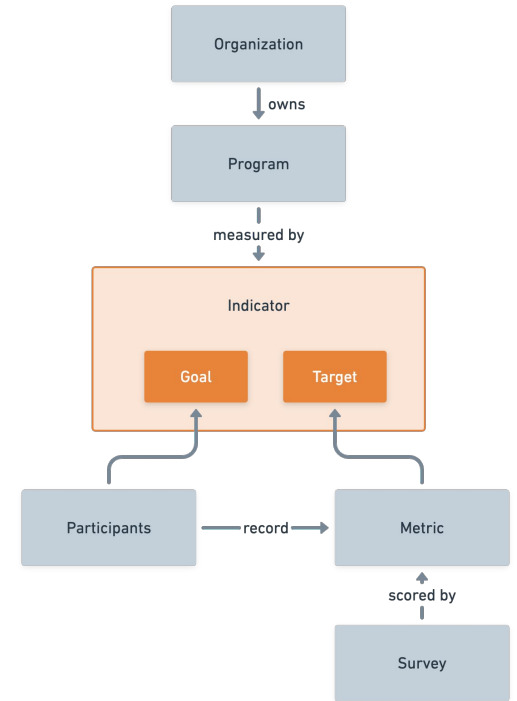 Organization
owns
Program
measured by
Indicator
Goal
Target
Participants
record
Metric
scored by
Survey